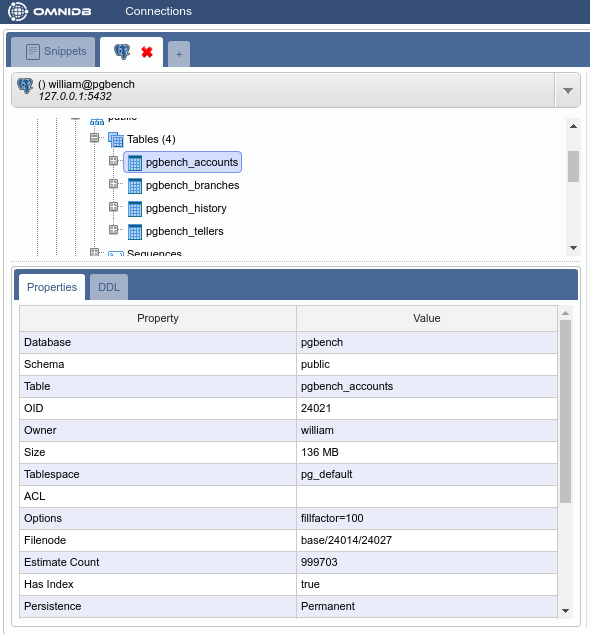 OMNIDB Connections
Snippets +
() william@pgbench
127.0.0.1:5432
public
Tables (4)
pgbench_accounts
pgbench_branches
pgbench_history
pgbench_tellers
Sequences
Properties DDL
Property Value
Database pgbench
Schema public
Table pgbench_accounts
OID 24021
Owner william
Size 136 MB
Tablespace pg_default
ACL
Options fillfactor=100
Filenode base/24014/24027
Estimate Count 999703
Has Index true
Persistence Permanent